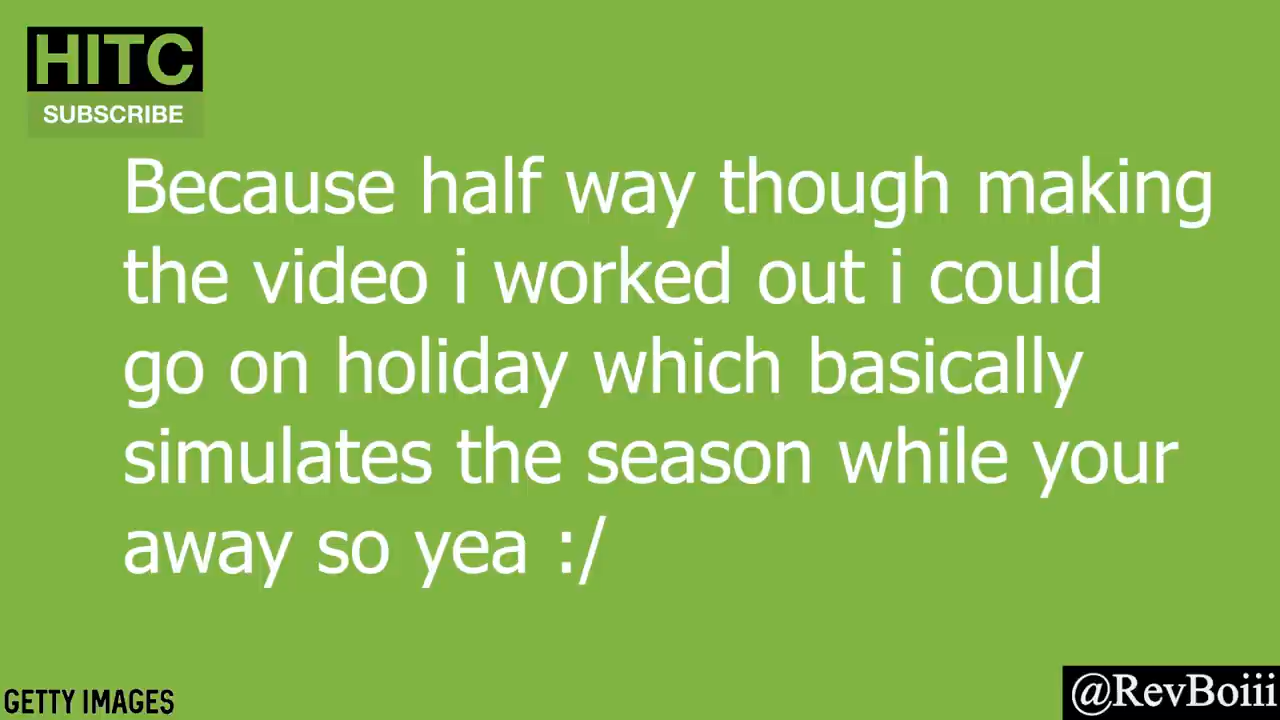 HITC
SUBSCRIBE
Because half way though making
the video i worked out i could
go on holiday which basically
simulates the season while your
away so yea :/
GETTY IMAGES
@RevBoiii